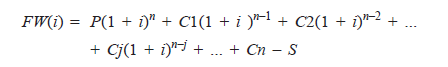 FW(i) = P(1 + i)ⁿ + C1(1 + i )ⁿ⁻¹ + C2(1 + i)ⁿ⁻² + ...
+ Cj(1 + i)ⁿ⁻ʲ + ... + Cn – S